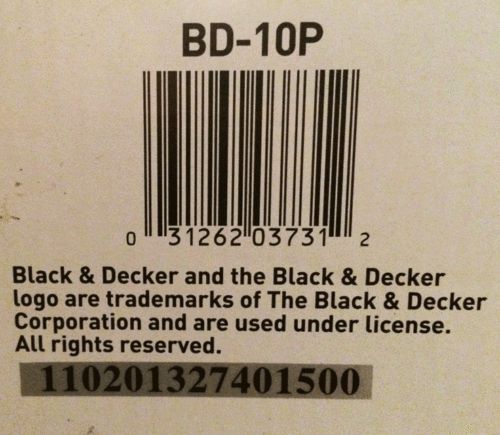 BD-10P
0 31262 03731 2
Black & Decker and the Black & Decker
logo are trademarks of The Black & Decker
Corporation and are used under license.
All rights reserved.
110201327401500